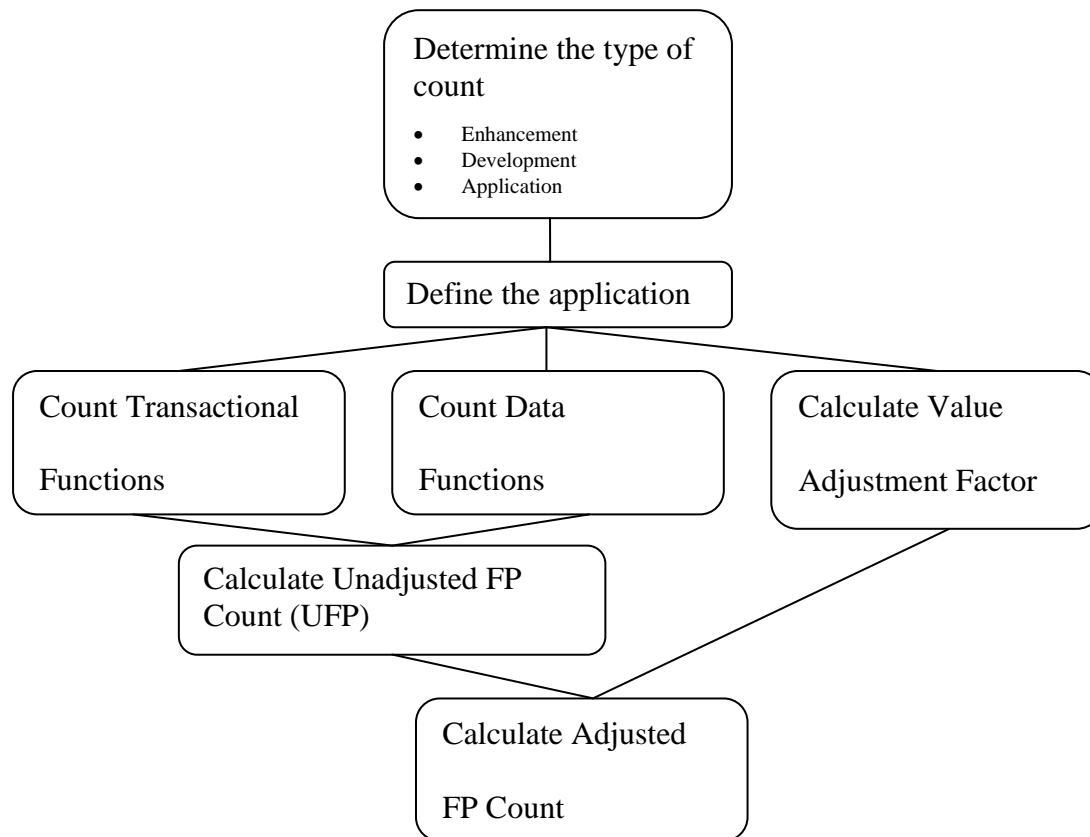 Determine the type of
count
• Enhancement
• Development
• Application
Define the application
Count Transactional
Functions
Count Data
Functions
Calculate Value
Adjustment Factor
Calculate Unadjusted FP
Count (UFP)
Calculate Adjusted
FP Count